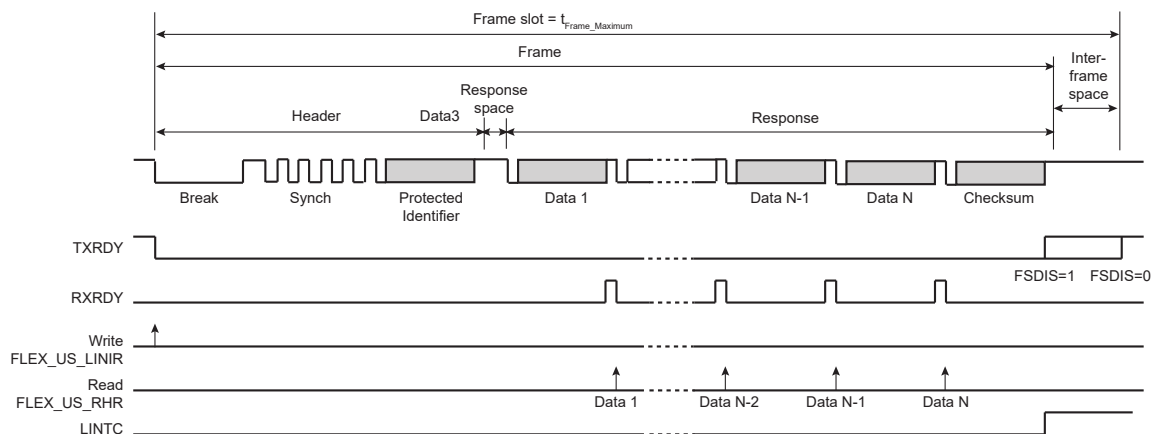 Frame slot = tFrame_Maximum
Frame
Inter-
frame
space
Response
space
Header
Data3
Response
Break
Synch
Protected
Identifier
Data 1
Data N-1
Data N
Checksum
TXRDY
FSDIS=1
FSDIS=0
RXRDY
Write
FLEX_US_LINIR
Read
FLEX_US_RHR
Data 1
Data N-2
Data N-1
Data N
LINTC